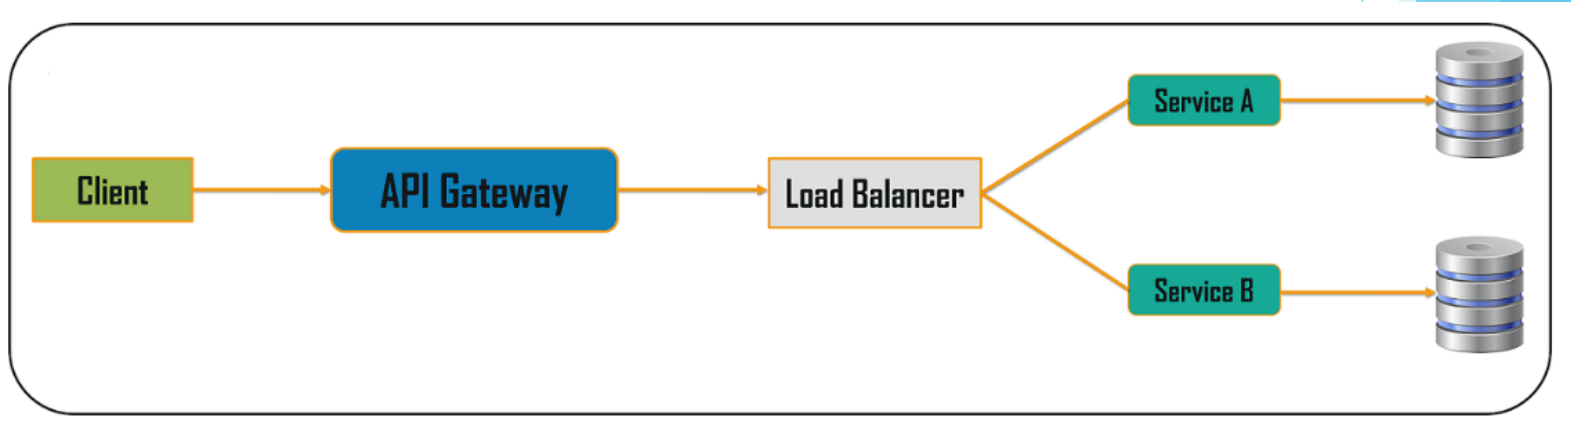 Client
API Gateway
Load Balancer
Service A
Service B